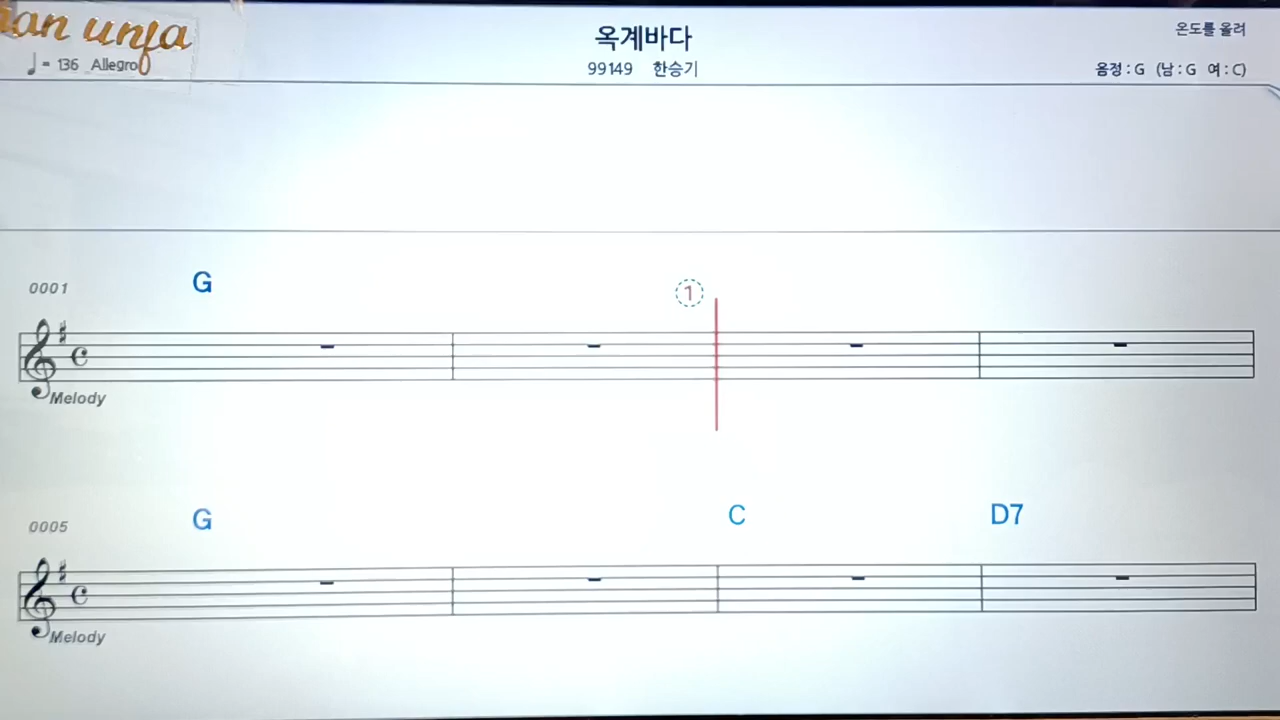 an unja
♩= 136 Allegro
옥계바다
99149 한승기
온도를 올려
음정 : G (남 : G 여 : C)
0001 G ①
Melody
0005 G C D7
Melody